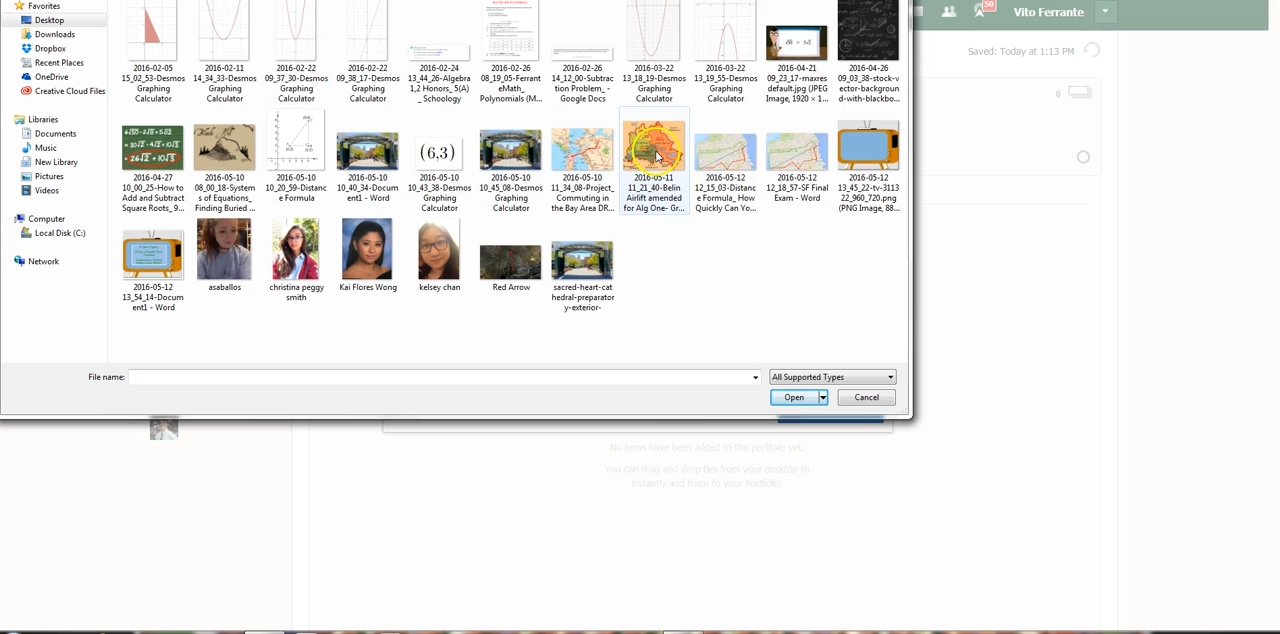 Favorites
Desktop
Downloads
Dropbox
Recent Places
OneDrive
Creative Cloud Files
Libraries
Documents
Music
New Library
Pictures
Videos
Computer
Local Disk (C:)
Network
50
Vito Ferrante
Saved: Today at 1:13 PM
0
2016-02-05
15_02_53-Desmos
Graphing
Calculator
2016-02-11
14_34_33-Desmos
Graphing
Calculator
2016-02-22
09_37_30-Desmos
Graphing
Calculator
2016-02-22
09_38_17-Desmos
Graphing
Calculator
2016-02-24
13_44_26-Algebra
1,2 Honors_ 5(A)
_ Schoology
2016-02-26
08_19_05-Ferrant
eMath_
Polynomials (M...
2016-02-26
14_12_00-Subtrac
tion Problem_ -
Google Docs
2016-03-22
13_18_19-Desmos
Graphing
Calculator
2016-03-22
13_19_55-Desmos
Graphing
Calculator
2016-04-21
09_23_17-maxres
default.jpg (JPEG
Image, 1920 × 1...
2016-04-26
09_03_38-stock-v
ector-background
d-with-blackbo...
(6,3)
2016-04-27
10_00_25-How to
Add and Subtract
Square Roots_ 9...
2016-05-10
08_00_18-System
s of Equations_
Finding Buried ...
2016-05-10
10_20_59-Distanc
e Formula
2016-05-10
10_40_34-Docum
ent1 - Word
2016-05-10
10_43_38-Desmos
Graphing
Calculator
2016-05-10
10_45_08-Desmos
Graphing
Calculator
2016-05-10
11_34_08-Project_
Commuting in
the Bay Area DR...
2016-05-11
11_21_40-Belin
Airlift amended
for Alg One- Gr...
2016-05-12
12_15_03-Distanc
e Formula_ How
Quickly Can Yo...
2016-05-12
12_18_57-SF Final
Exam - Word
2016-05-12
13_45_22-tv-3113
22_960_720.png
(PNG Image, 88...
2016-05-12
13_54_14-Docum
ent1 - Word
asaballos
christina peggy
smith
Kai Flores Wong
kelsey chan
Red Arrow
sacred-heart-cat
hedral-preparator
y-exterior-
File name:
All Supported Types
Open
Cancel
No items have been added to this portfolio yet.
You can drag and drop files from your desktop to
instantly add them to your Portfolio!